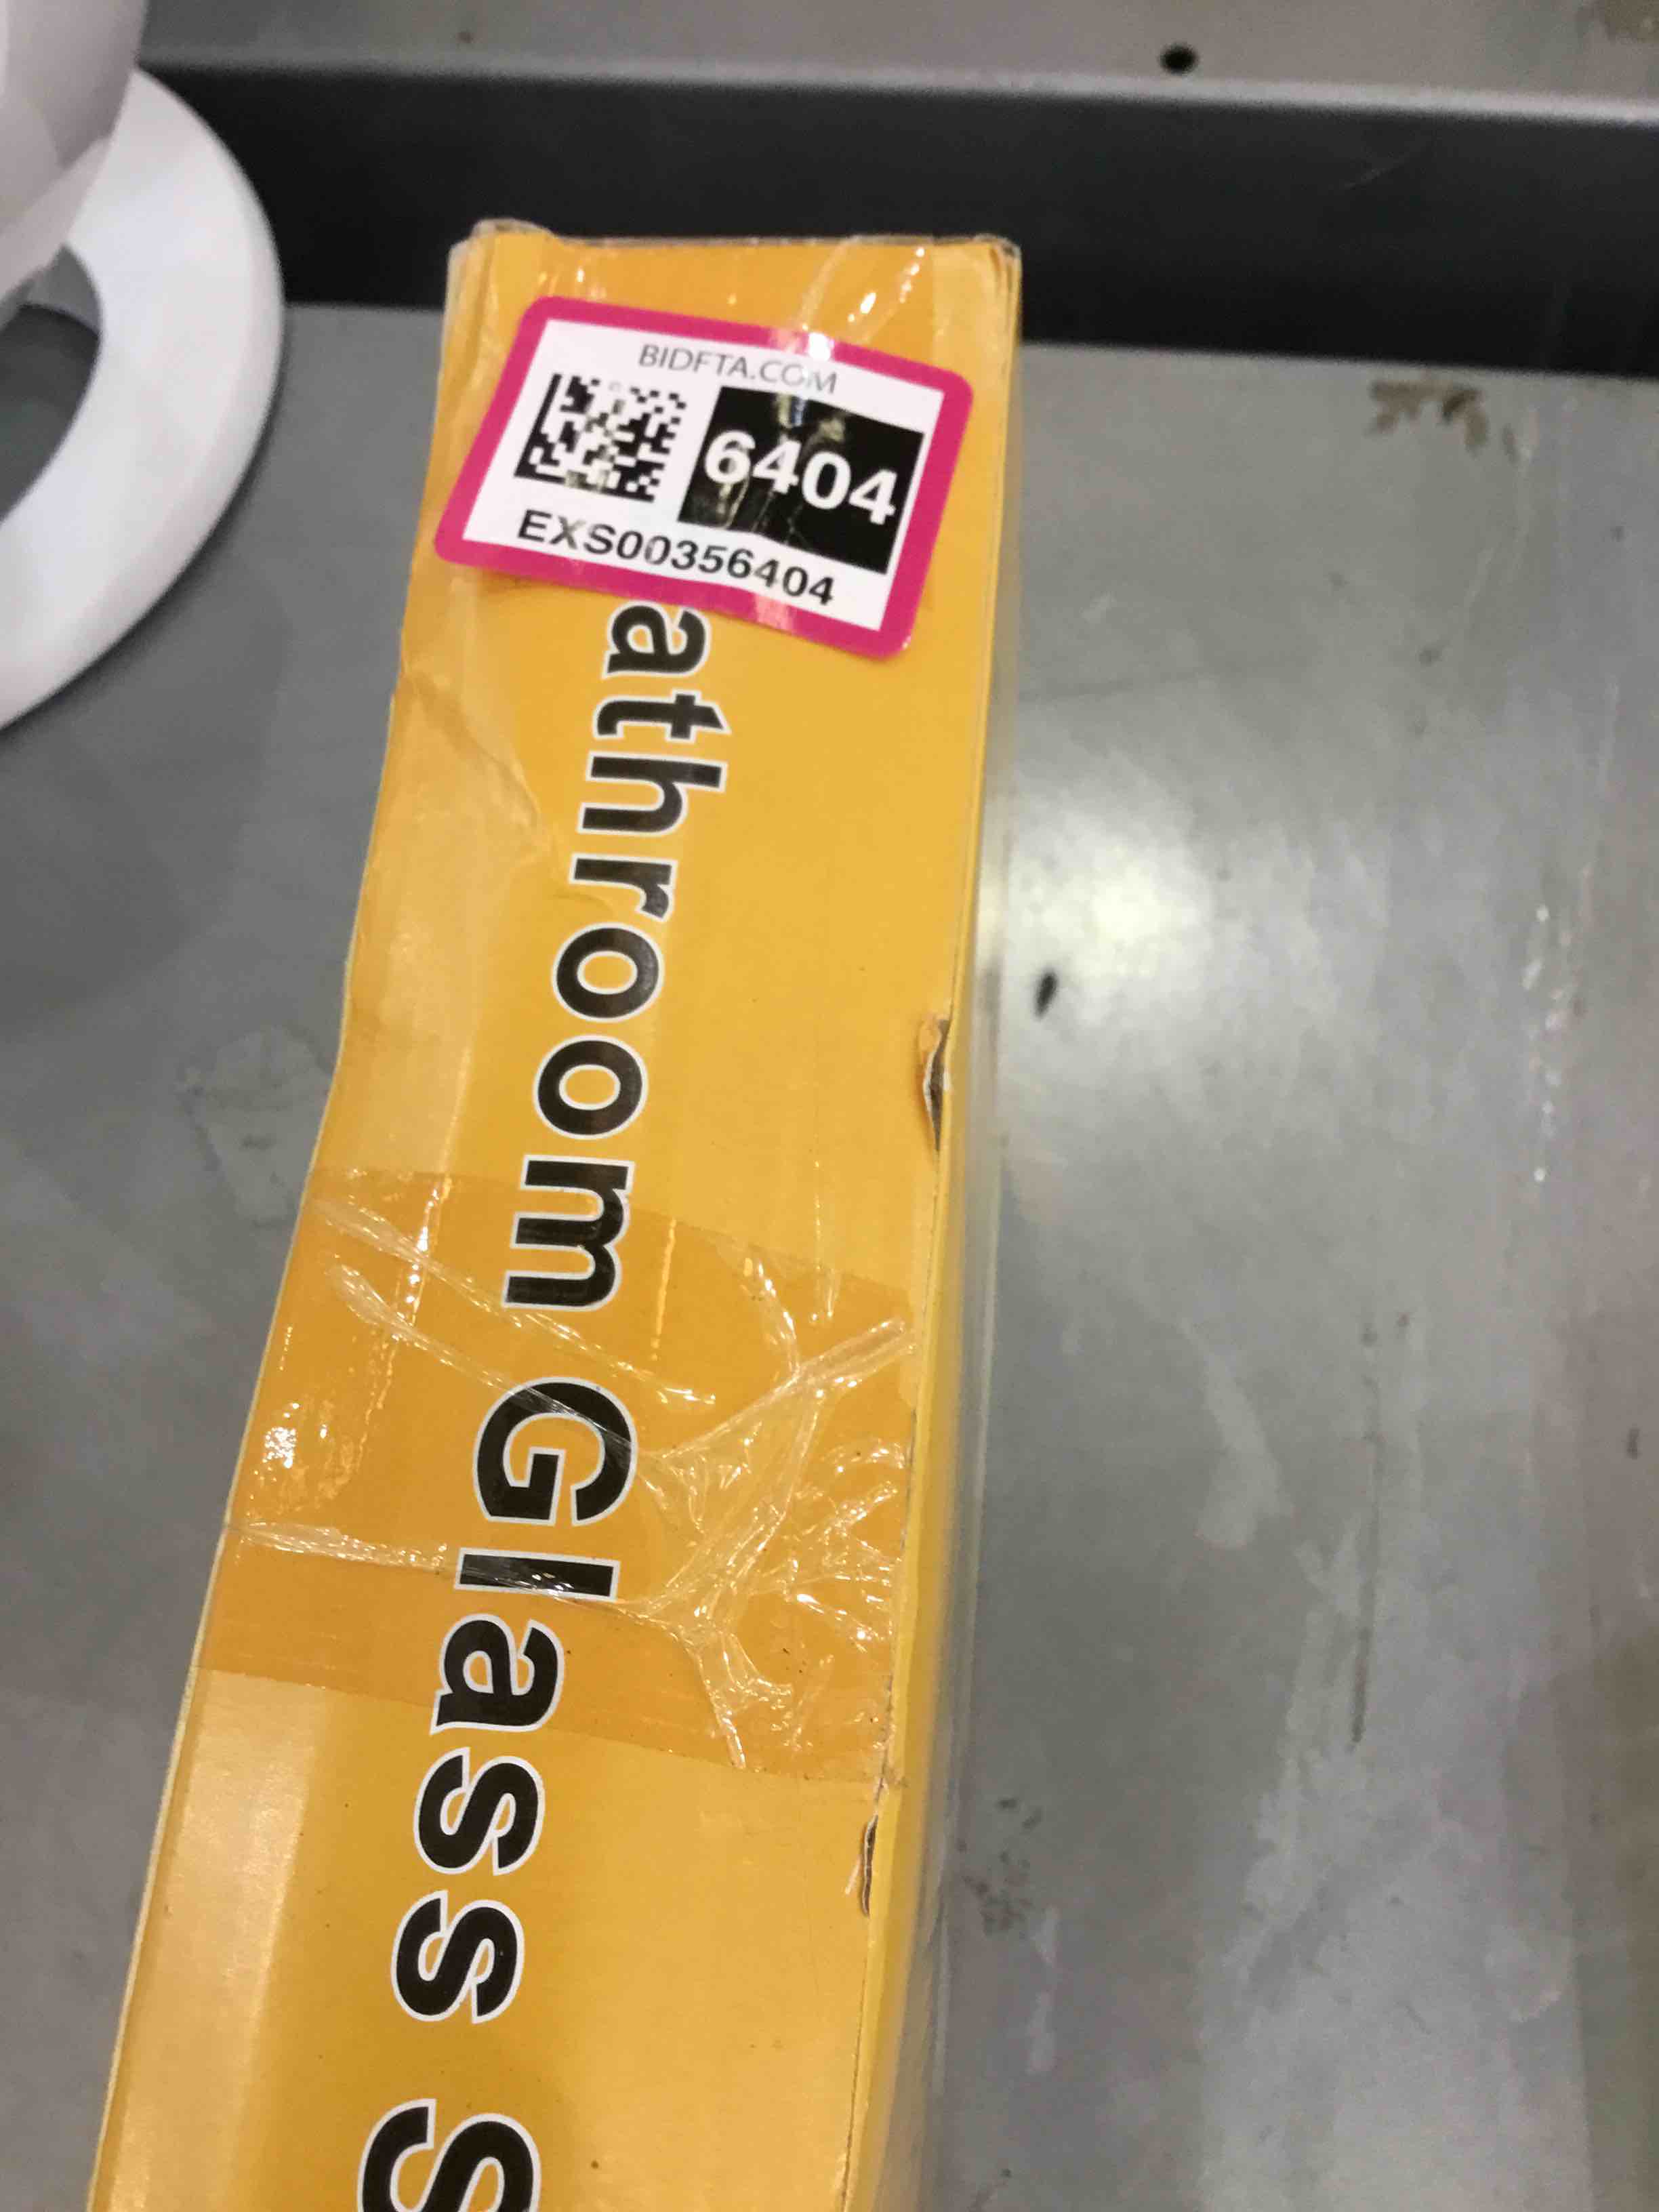 BIDFTA.COM
6404
EXS00356404
athroom Glass S